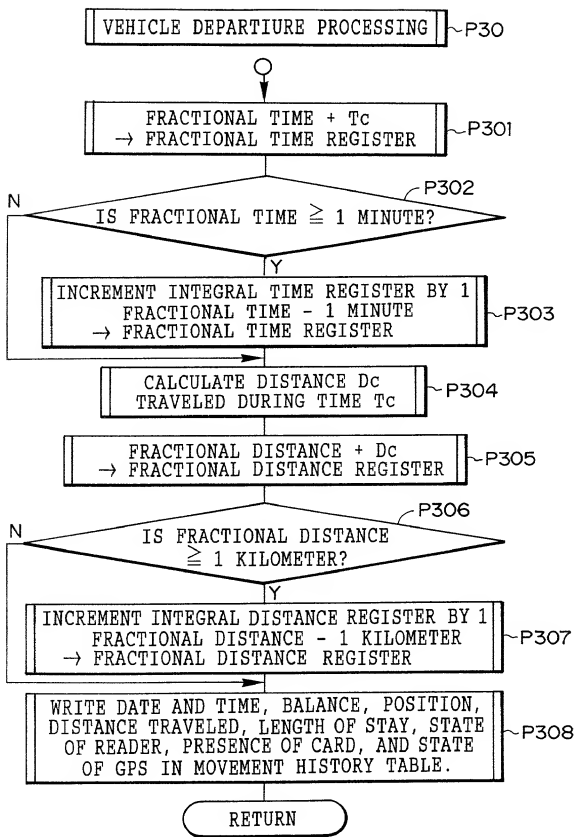 VEHICLE DEPARTIURE PROCESSING
P30
FRACTIONAL TIME + Tc
→ FRACTIONAL TIME REGISTER
P301
P302
N
IS FRACTIONAL TIME ≧ 1 MINUTE?
Y
INCREMENT INTEGRAL TIME REGISTER BY 1
FRACTIONAL TIME - 1 MINUTE
→ FRACTIONAL TIME REGISTER
P303
CALCULATE DISTANCE Dc
TRAVELED DURING TIME Tc
P304
FRACTIONAL DISTANCE + Dc
→ FRACTIONAL DISTANCE REGISTER
P305
P306
N
IS FRACTIONAL DISTANCE
≧ 1 KILOMETER?
Y
INCREMENT INTEGRAL DISTANCE REGISTER BY 1
FRACTIONAL DISTANCE - 1 KILOMETER
→ FRACTIONAL DISTANCE REGISTER
P307
WRITE DATE AND TIME, BALANCE, POSITION,
DISTANCE TRAVELED, LENGTH OF STAY, STATE
OF READER, PRESENCE OF CARD, AND STATE
OF GPS IN MOVEMENT HISTORY TABLE.
P308
RETURN